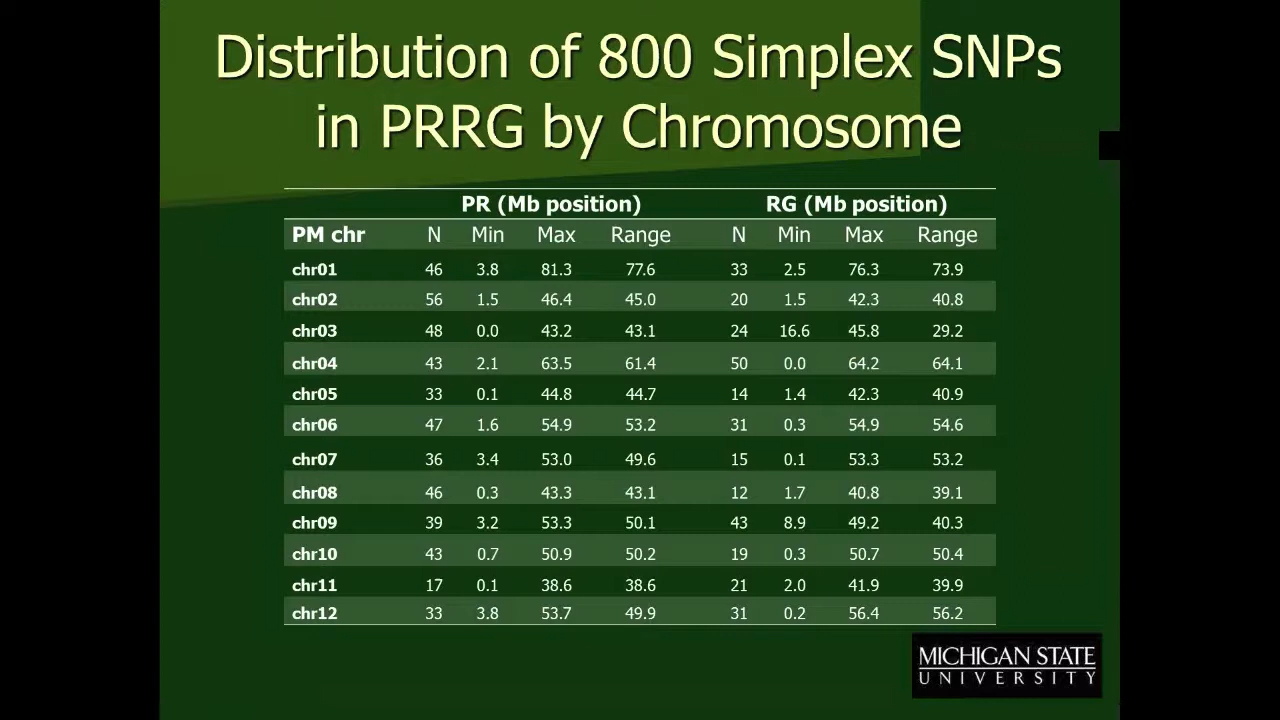 Distribution of 800 Simplex SNPs
in PRRG by Chromosome
PR (Mb position) RG (Mb position)
PM chr N Min Max Range N Min Max Range
chr01 46 3.8 81.3 77.6 33 2.5 76.3 73.9
chr02 56 1.5 46.4 45.0 20 1.5 42.3 40.8
chr03 48 0.0 43.2 43.1 24 16.6 45.8 29.2
chr04 43 2.1 63.5 61.4 50 0.0 64.2 64.1
chr05 33 0.1 44.8 44.7 14 1.4 42.3 40.9
chr06 47 1.6 54.9 53.2 31 0.3 54.9 54.6
chr07 36 3.4 53.0 49.6 15 0.1 53.3 53.2
chr08 46 0.3 43.3 43.1 12 1.7 40.8 39.1
chr09 39 3.2 53.3 50.1 43 8.9 49.2 40.3
chr10 43 0.7 50.9 50.2 19 0.3 50.7 50.4
chr11 17 0.1 38.6 38.6 21 2.0 41.9 39.9
chr12 33 3.8 53.7 49.9 31 0.2 56.4 56.2
MICHIGAN STATE
UNIVERSITY